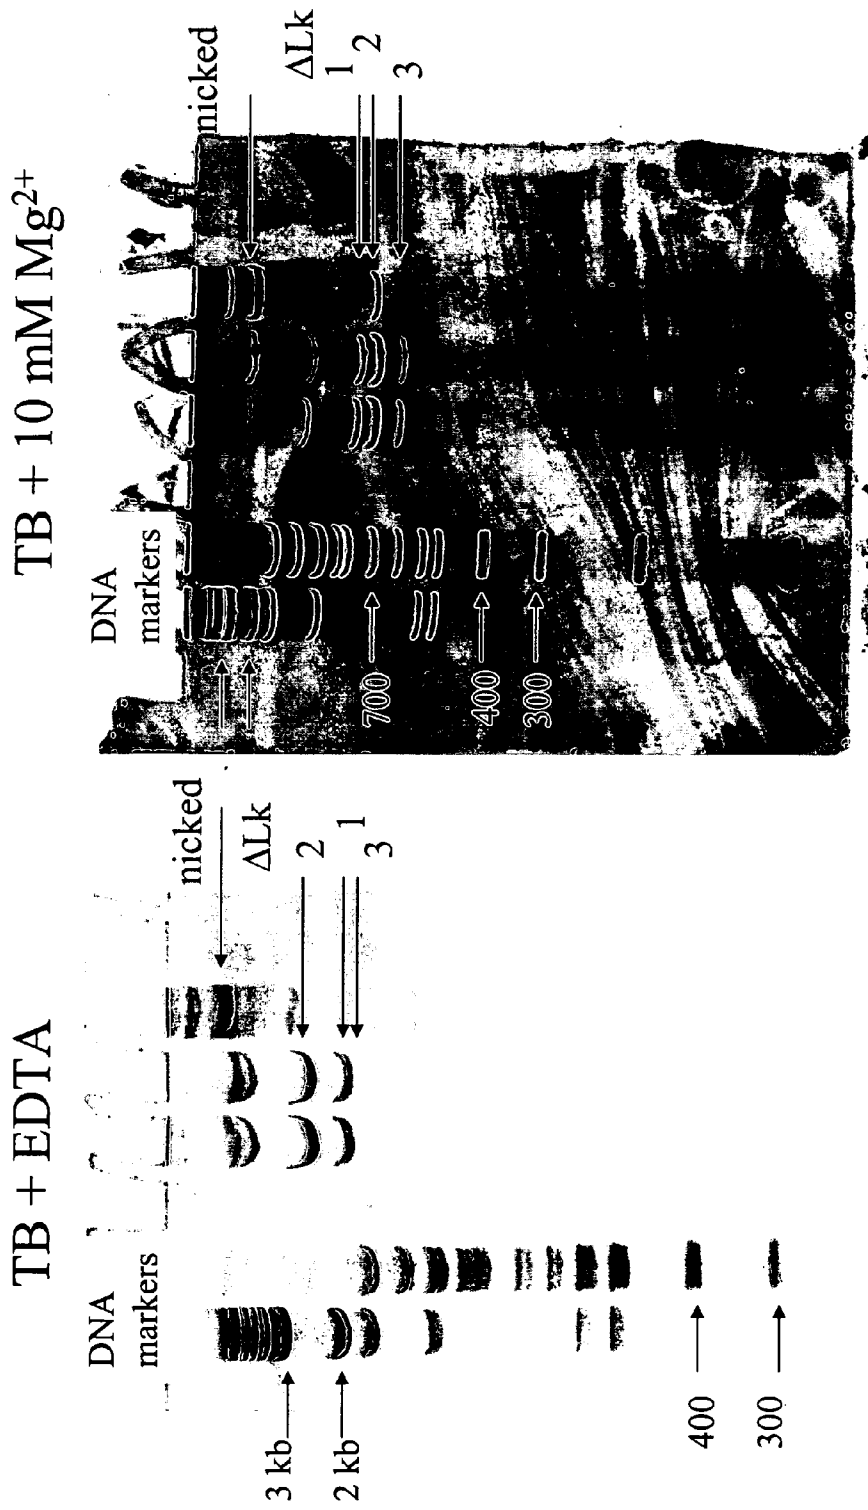 TB + EDTA
DNA
markers
nicked
ΔLk
2
1
3
3 kb
2 kb
400
300
TB + 10 mM Mg²⁺
DNA
markers
nicked
ΔLk
1
2
3
700
400
300